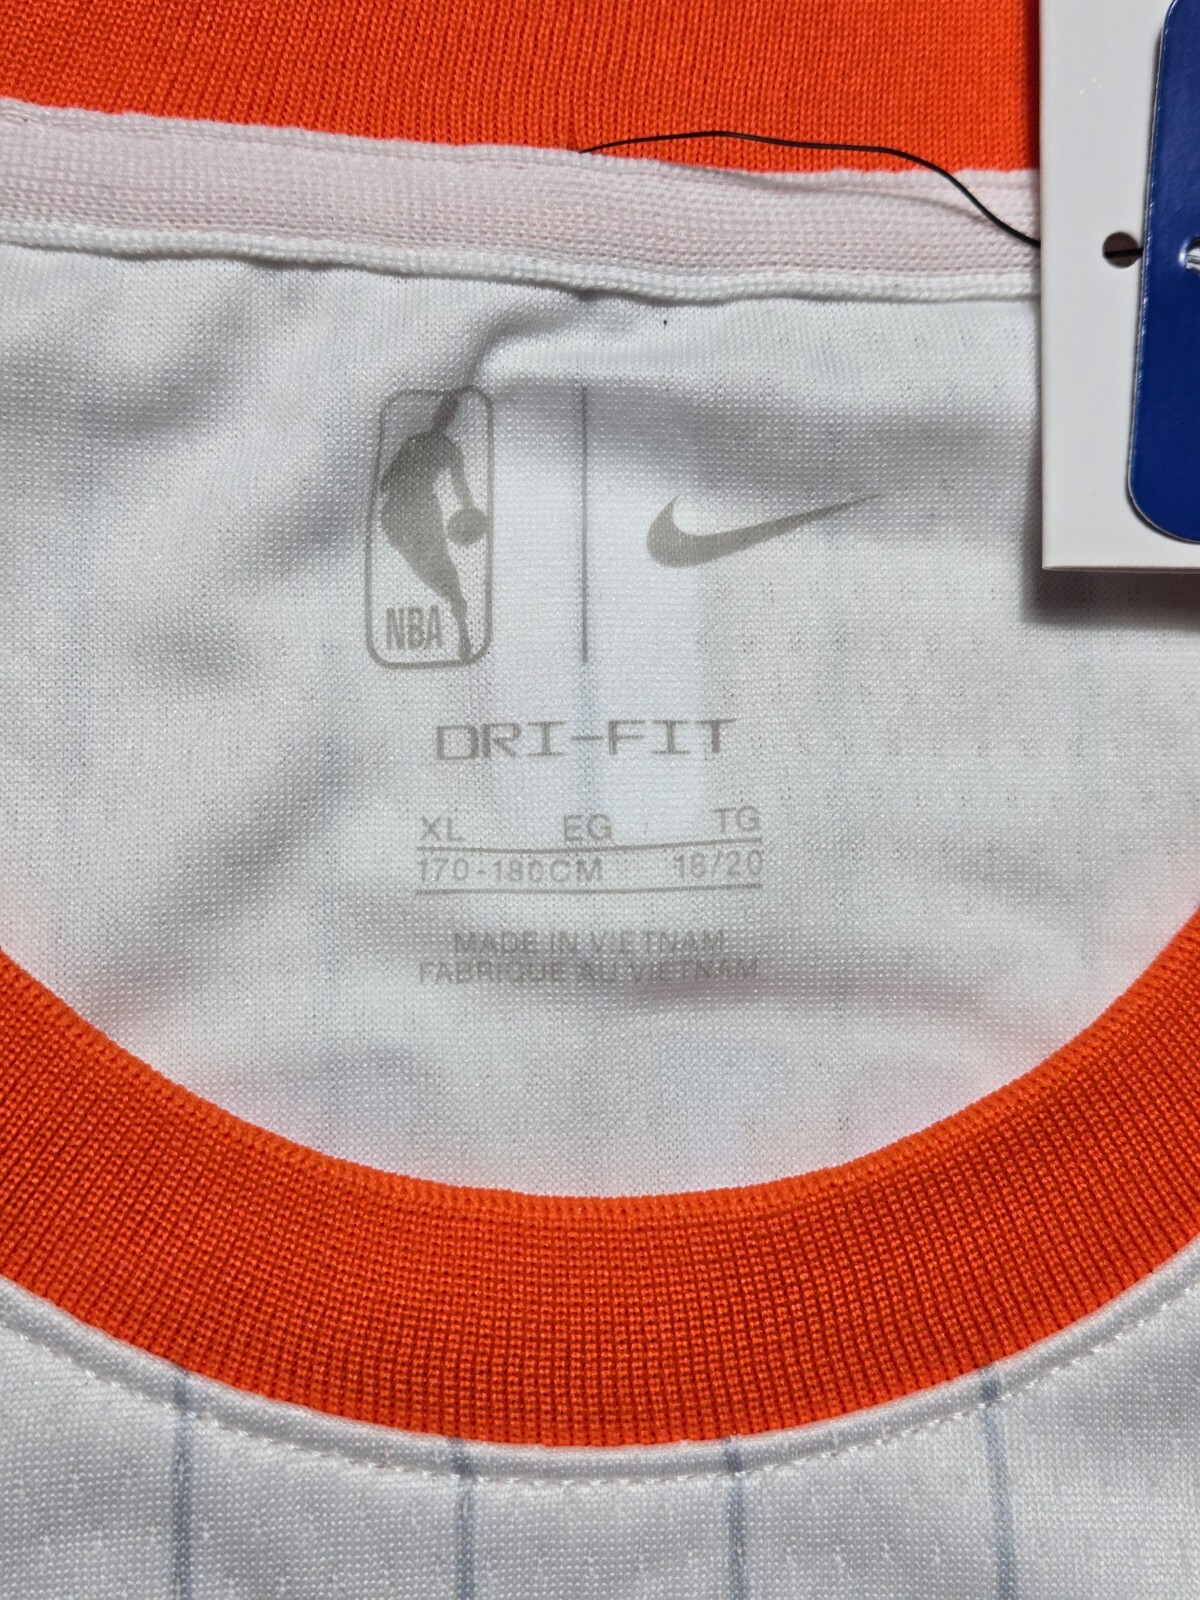 NBA
DRI-FIT
XL EG TG
170-180CM 18/20
MADE IN VIETNAM
FABRIQUE AU VIETNAM